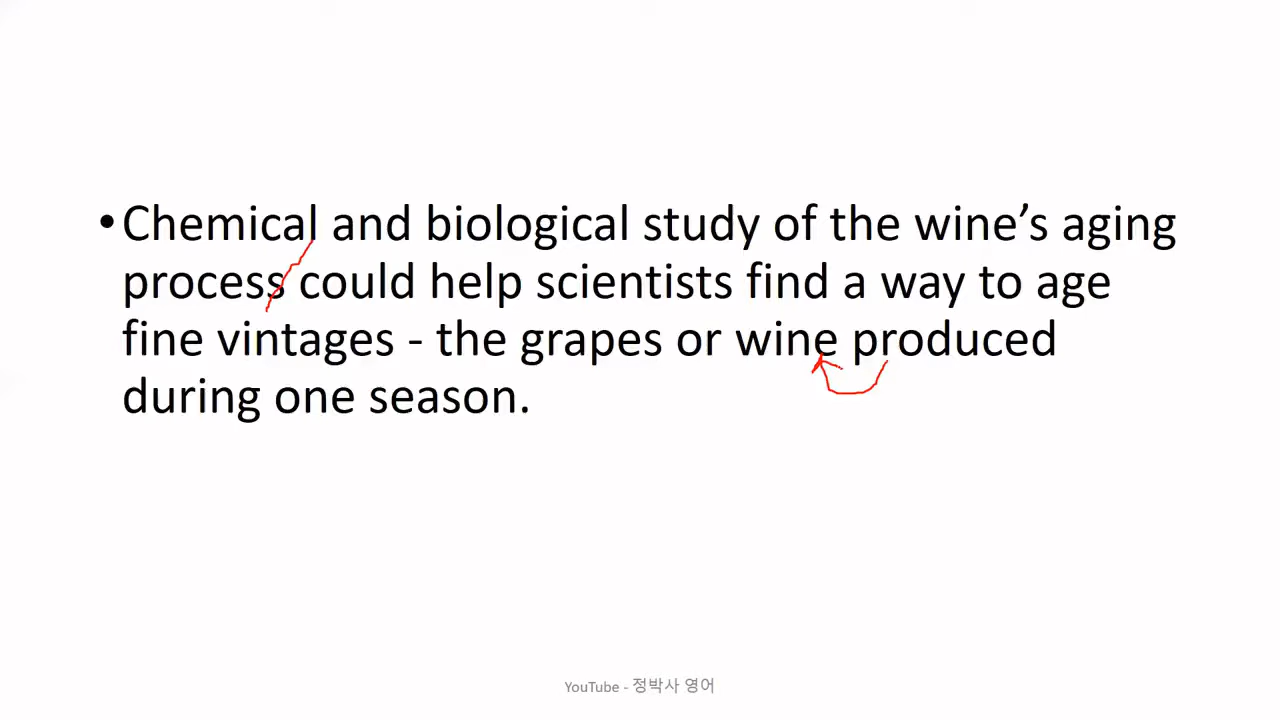 •Chemical and biological study of the wine’s aging
process could help scientists find a way to age
fine vintages - the grapes or wine produced
during one season.
YouTube - 정박사 영어